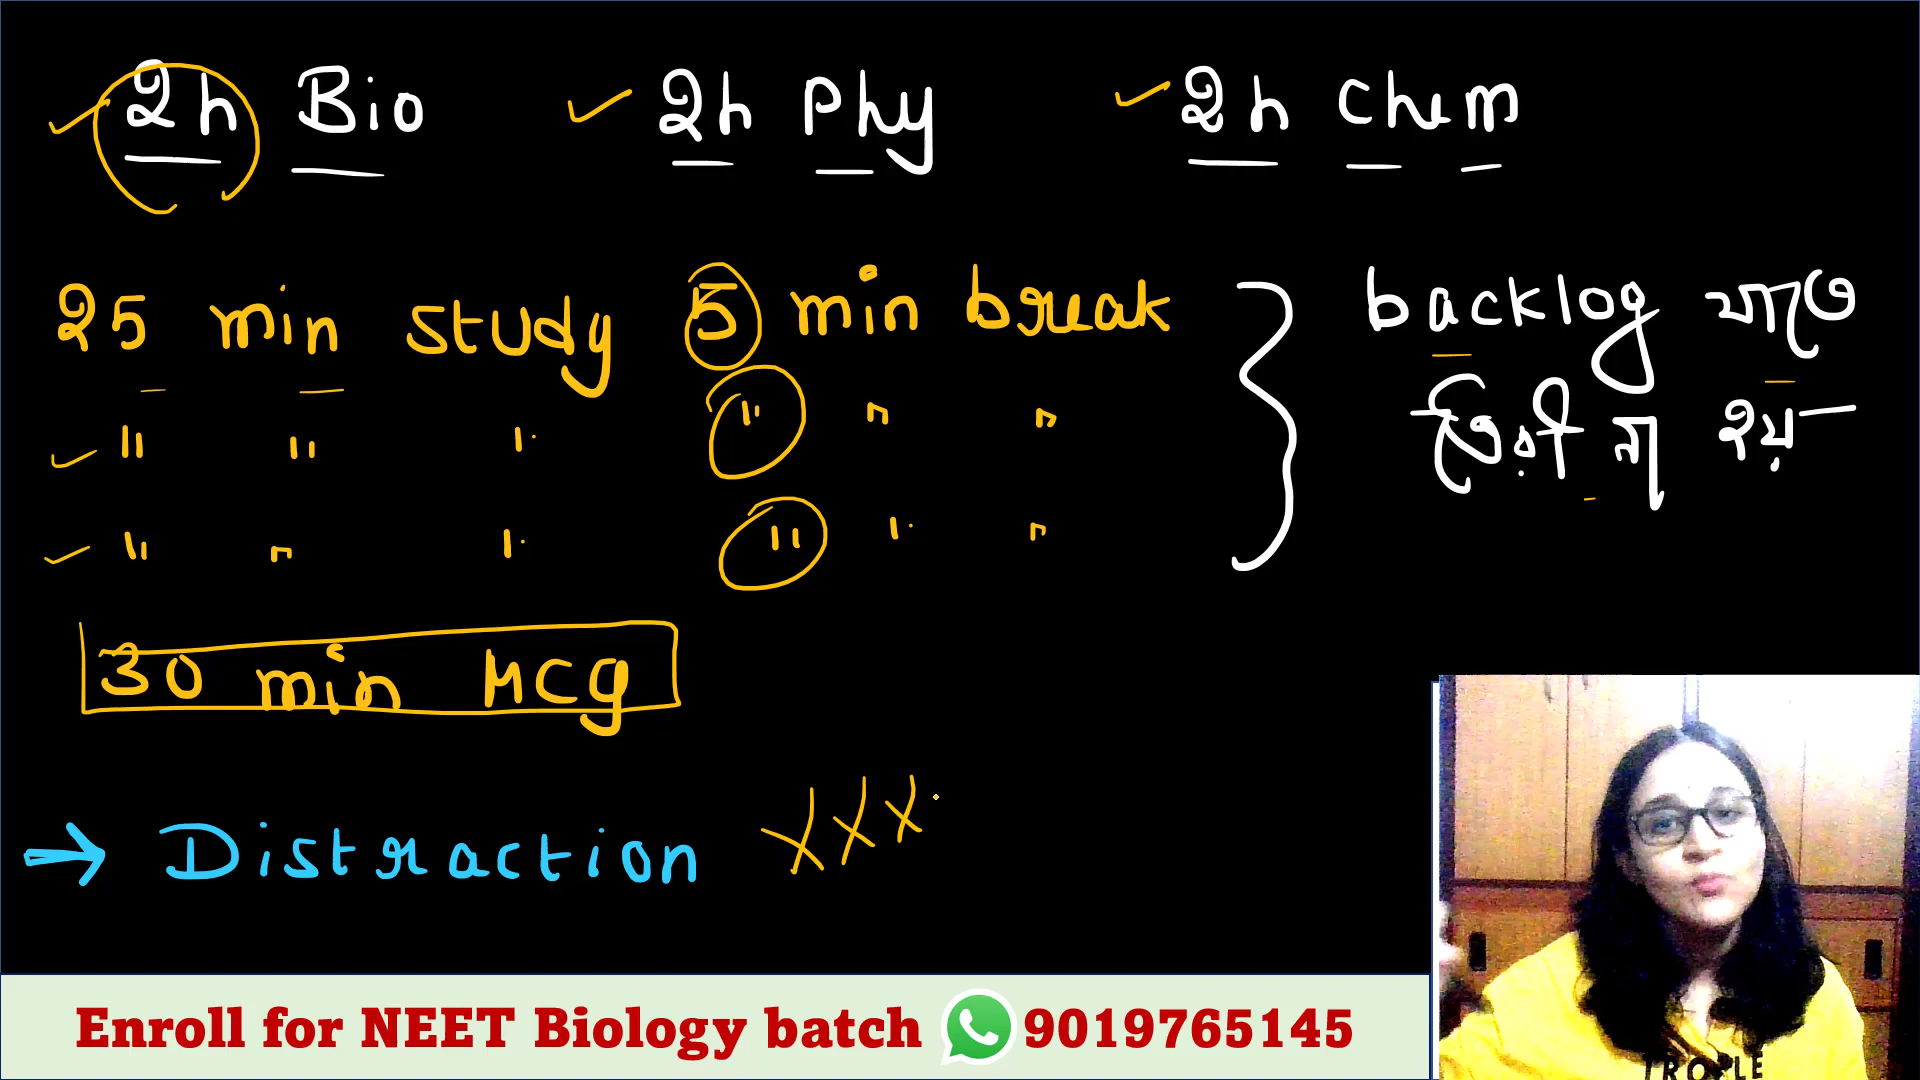 2h Bio 2h Phy 2h Chem
25 min study 5 min break
" " " " " "
" " " " " "
backlog যাতে
তৈরী না হয়
30 min MCQ
→ Distraction XXX
Enroll for NEET Biology batch 9019765145